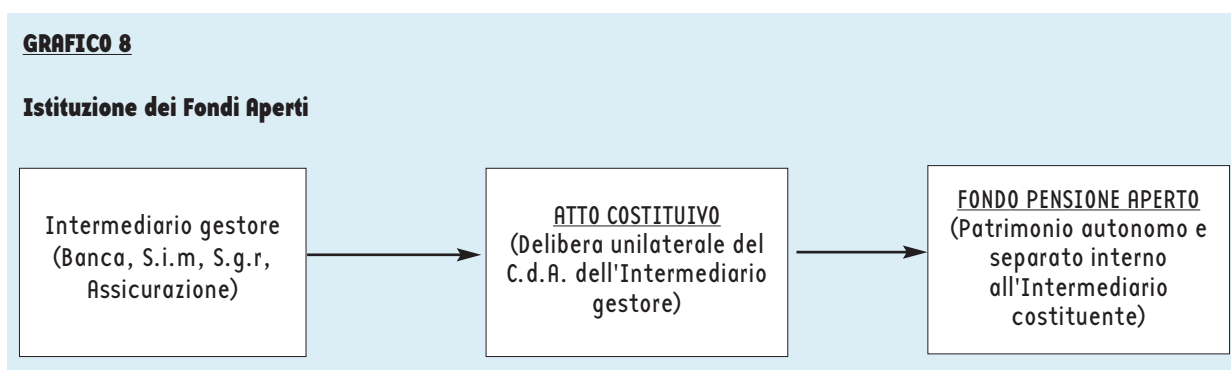 GRAFICO 8
Istituzione dei Fondi Aperti
Intermediario gestore
(Banca, S.i.m, S.g.r,
Assicurazione)
ATTO COSTITUIVO
(Delibera unilaterale del
C.d.A. dell'Intermediario
gestore)
FONDO PENSIONE APERTO
(Patrimonio autonomo e
separato interno
all'Intermediario
costituente)